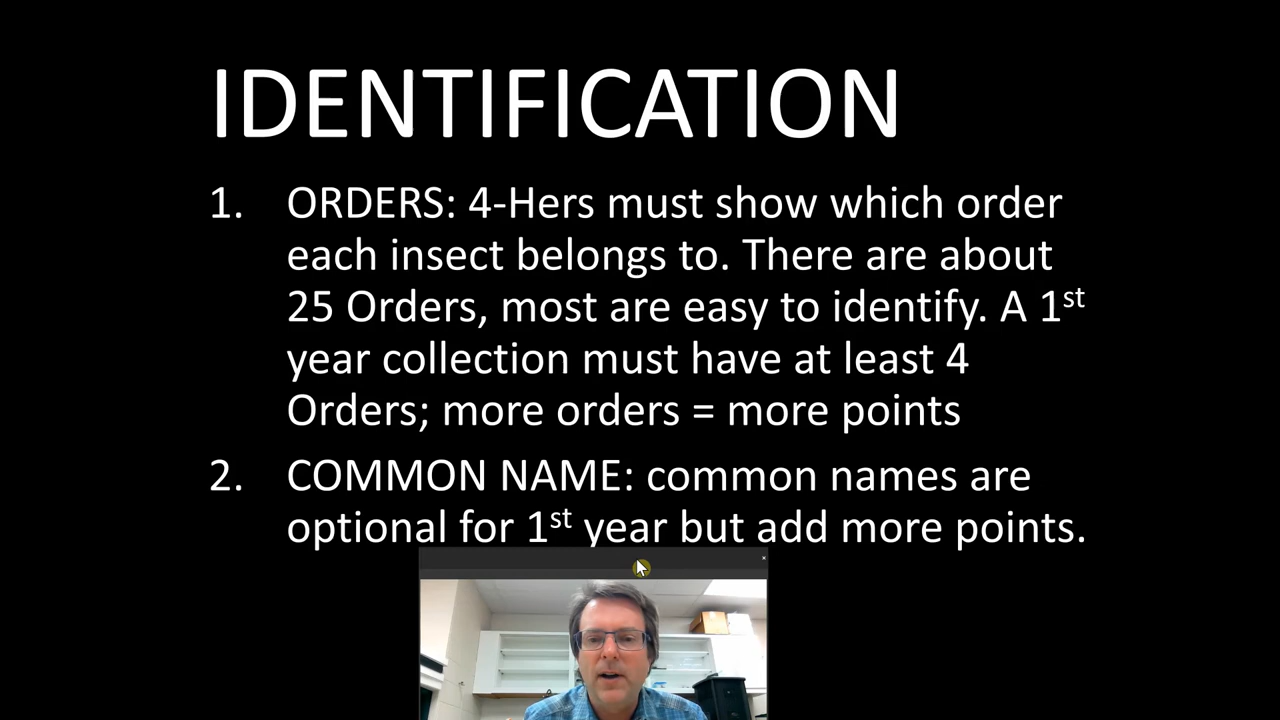 IDENTIFICATION
1. ORDERS: 4-Hers must show which order
each insect belongs to. There are about
25 Orders, most are easy to identify. A 1st
year collection must have at least 4
Orders; more orders = more points
2. COMMON NAME: common names are
optional for 1st year but add more points.